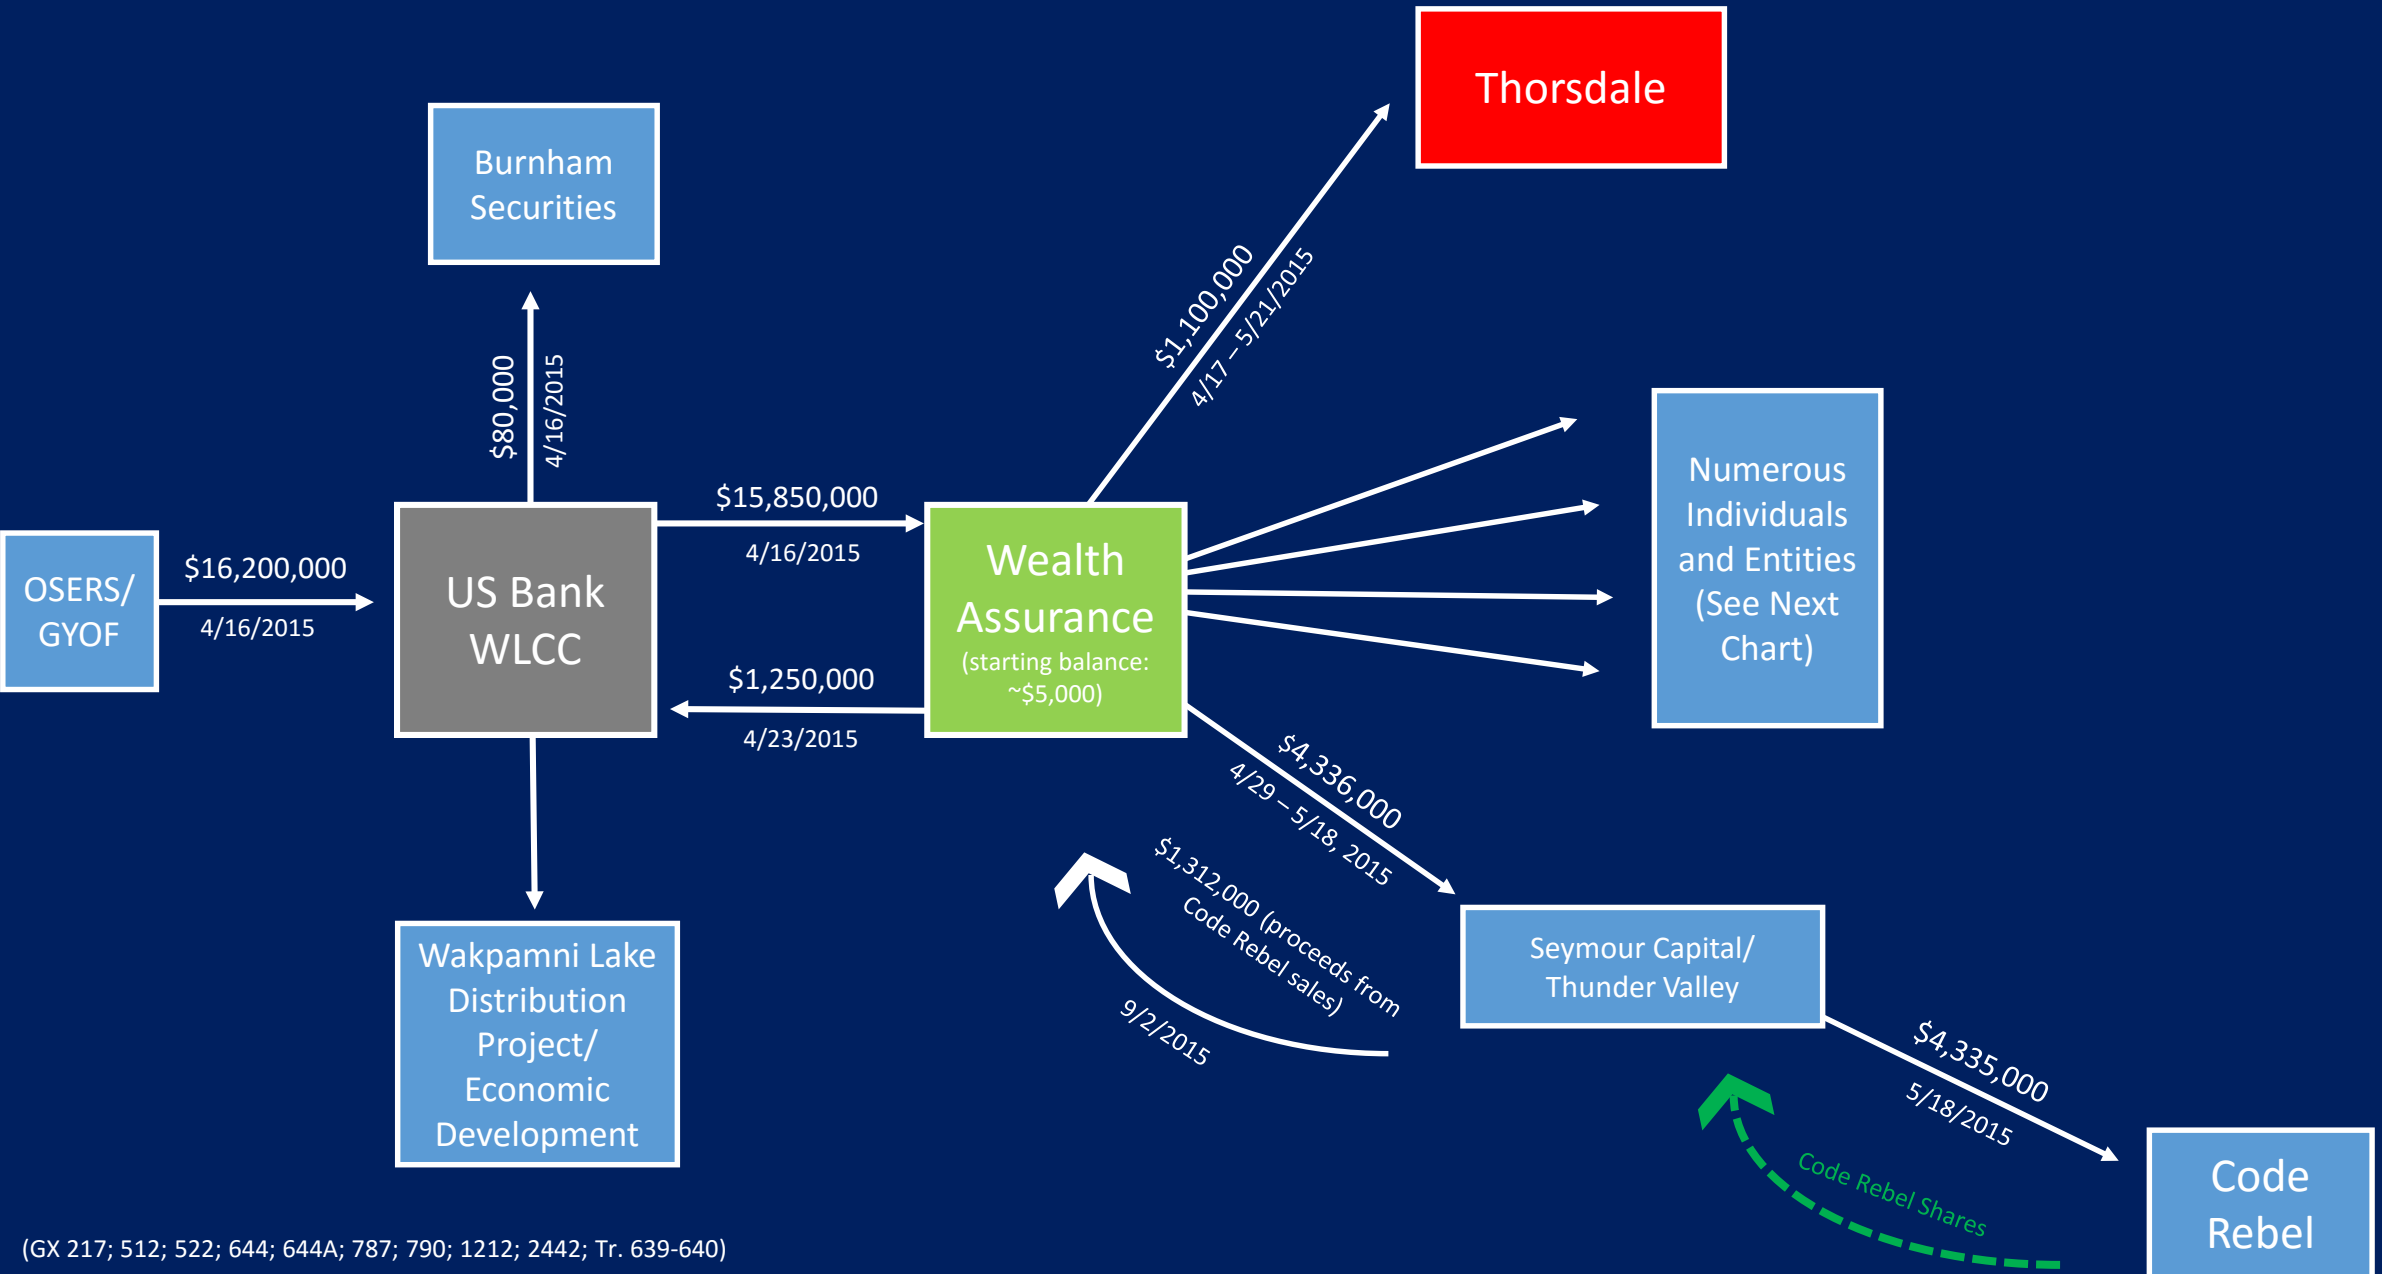 Thorsdale
Burnham
Securities
$1,100,000
4/17 – 5/21/2015
$80,000
4/16/2015
OSERS/
GYOF
$16,200,000
4/16/2015
US Bank
WLCC
$15,850,000
4/16/2015
$1,250,000
4/23/2015
Wealth
Assurance
(starting balance:
~$5,000)
Numerous
Individuals
and Entities
(See Next
Chart)
$4,336,000
4/29 – 5/18, 2015
$1,312,000 (proceeds from
Code Rebel sales)
9/2/2015
Seymour Capital/
Thunder Valley
Wakpamni Lake
Distribution
Project/
Economic
Development
$4,335,000
5/18/2015
Code Rebel Shares
Code
Rebel
(GX 217; 512; 522; 644; 644A; 787; 790; 1212; 2442; Tr. 639-640)